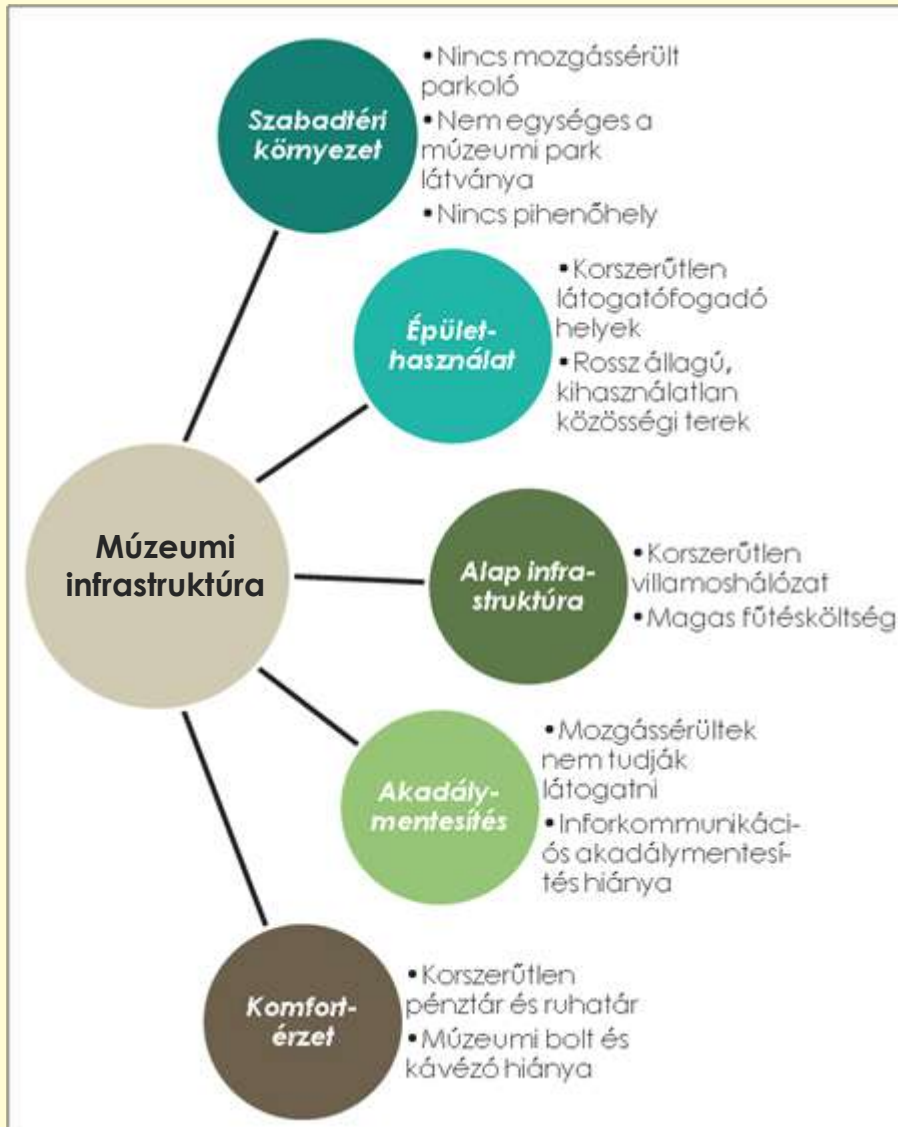 Szabadtéri
környezet
•Nincs mozgássérült
parkoló
•Nem egységes a
múzeumi park
látványa
•Nincs pihenőhely
Épület-
használat
•Korszerűtlen
látogatófogadó
helyek
•Rossz állagú,
kihasználatlan
közösségi terek
Múzeumi
infrastruktúra
Alap infra-
struktúra
•Korszerűtlen
villamoshálózat
•Magas fűtésköltség
Akadály-
mentesítés
•Mozgássérültek
nem tudják
látogatni
•Inforkommunikáci-
ós akadálymentesí-
tés hiánya
Komfort-
érzet
•Korszerűtlen
pénztár és ruhatár
•Múzeumi bolt és
kávézó hiánya